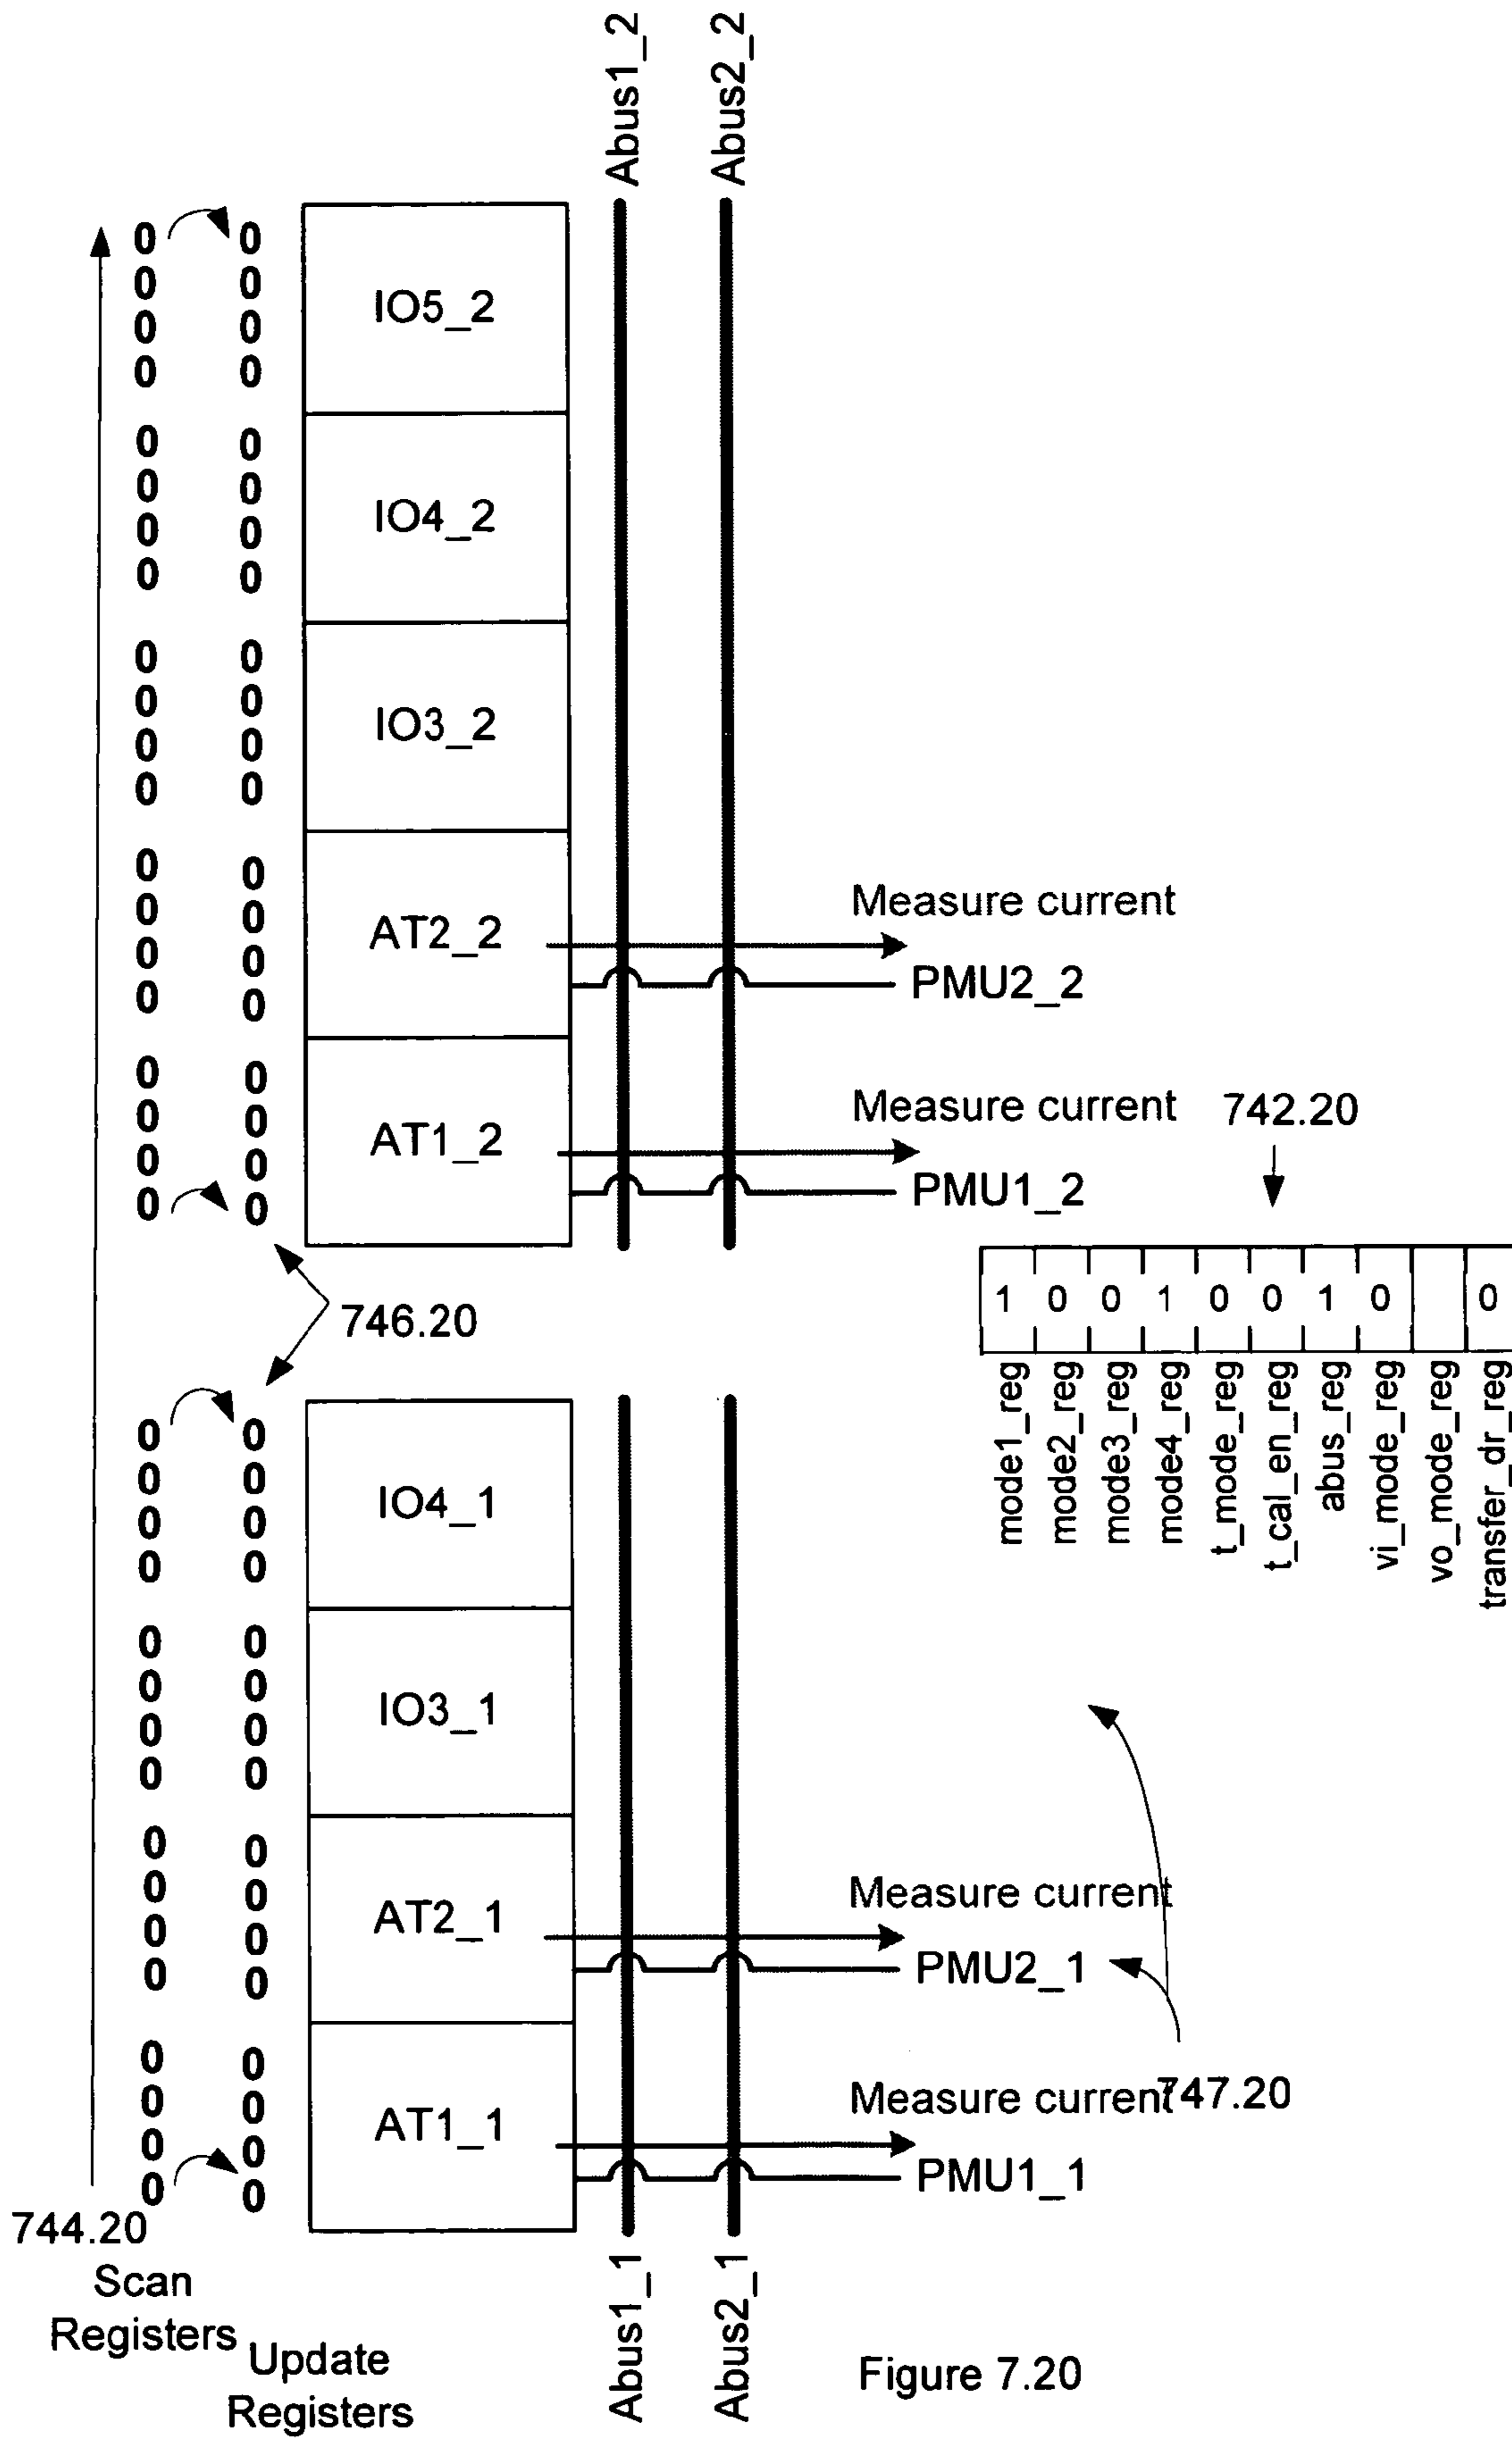 Abus1_2
Abus2_2
0 0
0 0
0 0
0 0
IO5_2
0 0
0 0
0 0
0 0
IO4_2
0 0
0 0
0 0
0 0
IO3_2
0 0
0 0
0 0
0 0
AT2_2
Measure current
PMU2_2
0 0
0 0
0 0
0 0
AT1_2
Measure current
PMU1_2
742.20
1 0 0 1 0 0 1 0 0
mode1_reg
mode2_reg
mode3_reg
mode4_reg
t_mode_reg
t_cal_en_reg
abus_reg
vi_mode_reg
vo_mode_reg
transfer_dr_reg
746.20
0 0
0 0
0 0
0 0
IO4_1
0 0
0 0
0 0
0 0
IO3_1
0 0
0 0
0 0
0 0
AT2_1
Measure current
PMU2_1
0 0
0 0
0 0
0 0
AT1_1
Measure current
747.20
PMU1_1
744.20
Scan
Registers
Update
Registers
Abus1_1
Abus2_1
Figure 7.20